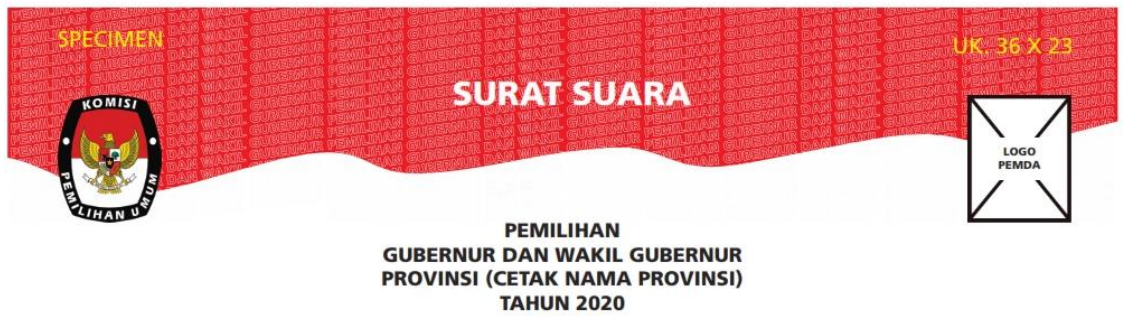 SPECIMEN
UK. 36 X 23
SURAT SUARA
KOMISI
PEMILIHAN UMUM
LOGO
PEMDA
PEMILIHAN
GUBERNUR DAN WAKIL GUBERNUR
PROVINSI (CETAK NAMA PROVINSI)
TAHUN 2020